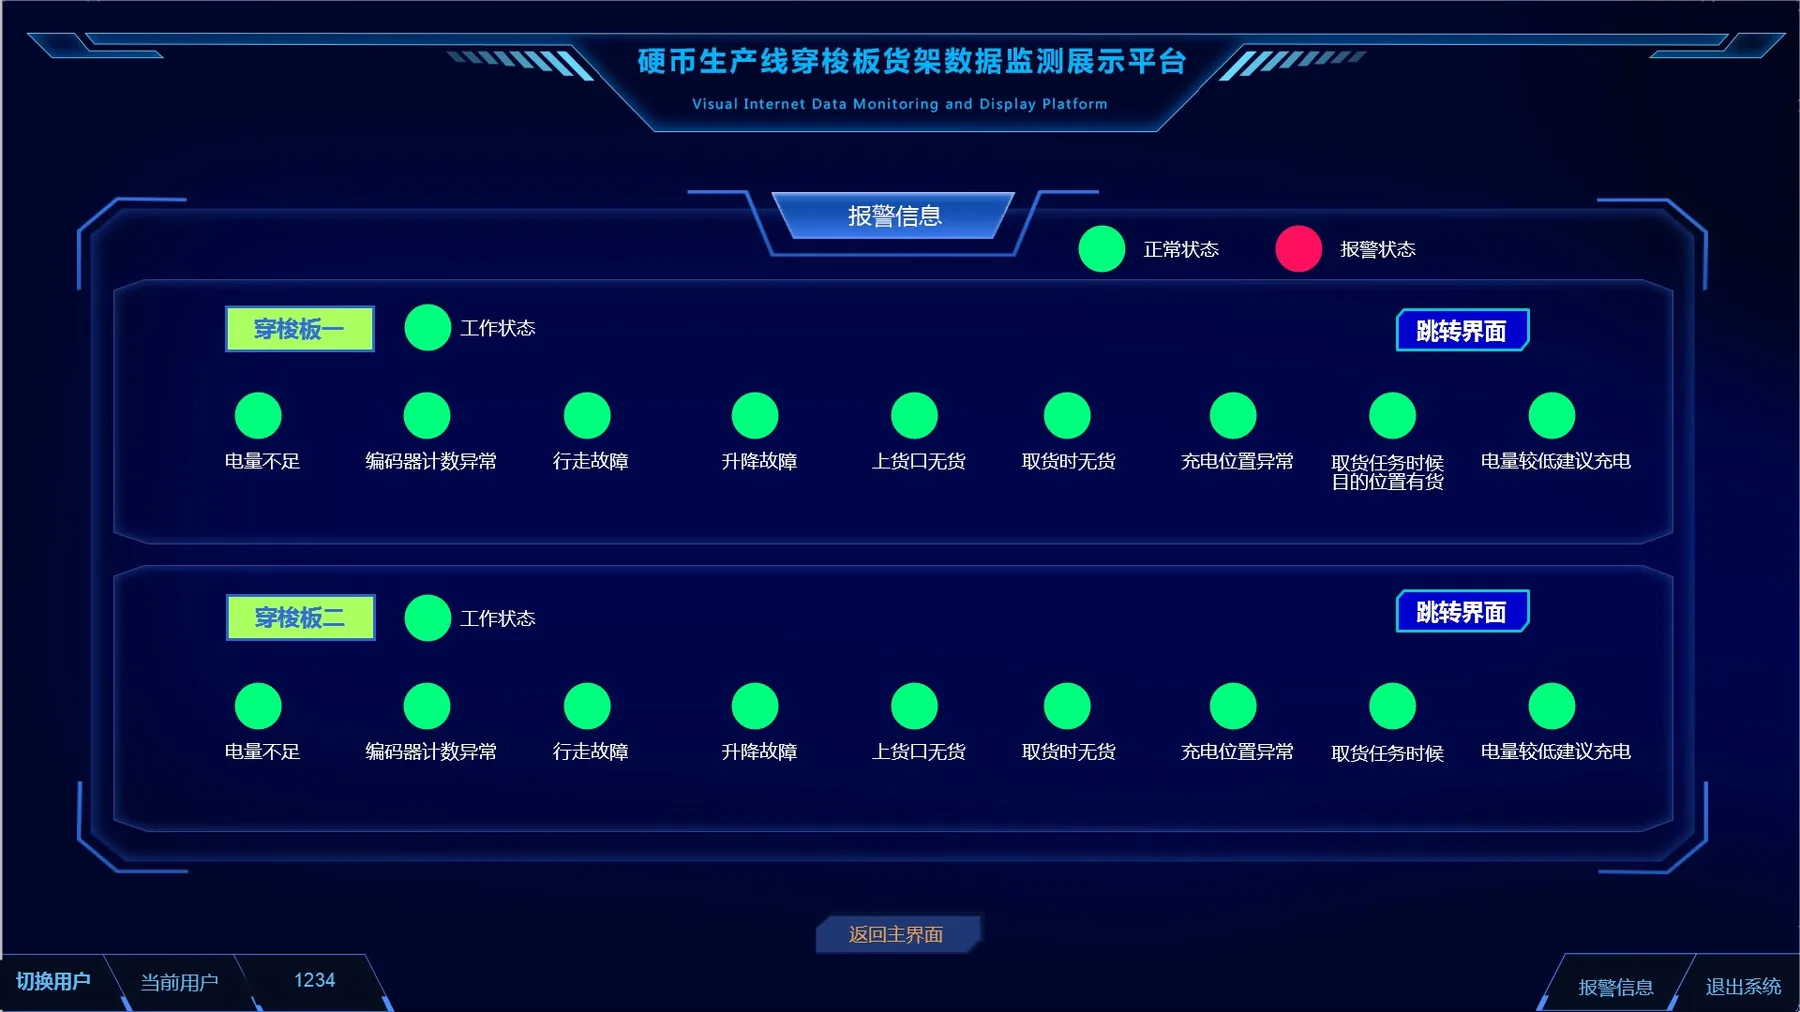 硬币生产线穿梭板货架数据监测展示平台
Visual Internet Data Monitoring and Display Platform
报警信息
正常状态
报警状态
穿梭板一
工作状态
跳转界面
电量不足
编码器计数异常
行走故障
升降故障
上货口无货
取货时无货
充电位置异常
取货任务时候
目的位置有货
电量较低建议充电
穿梭板二
工作状态
跳转界面
电量不足
编码器计数异常
行走故障
升降故障
上货口无货
取货时无货
充电位置异常
取货任务时候
电量较低建议充电
返回主界面
切换用户
当前用户
1234
报警信息
退出系统